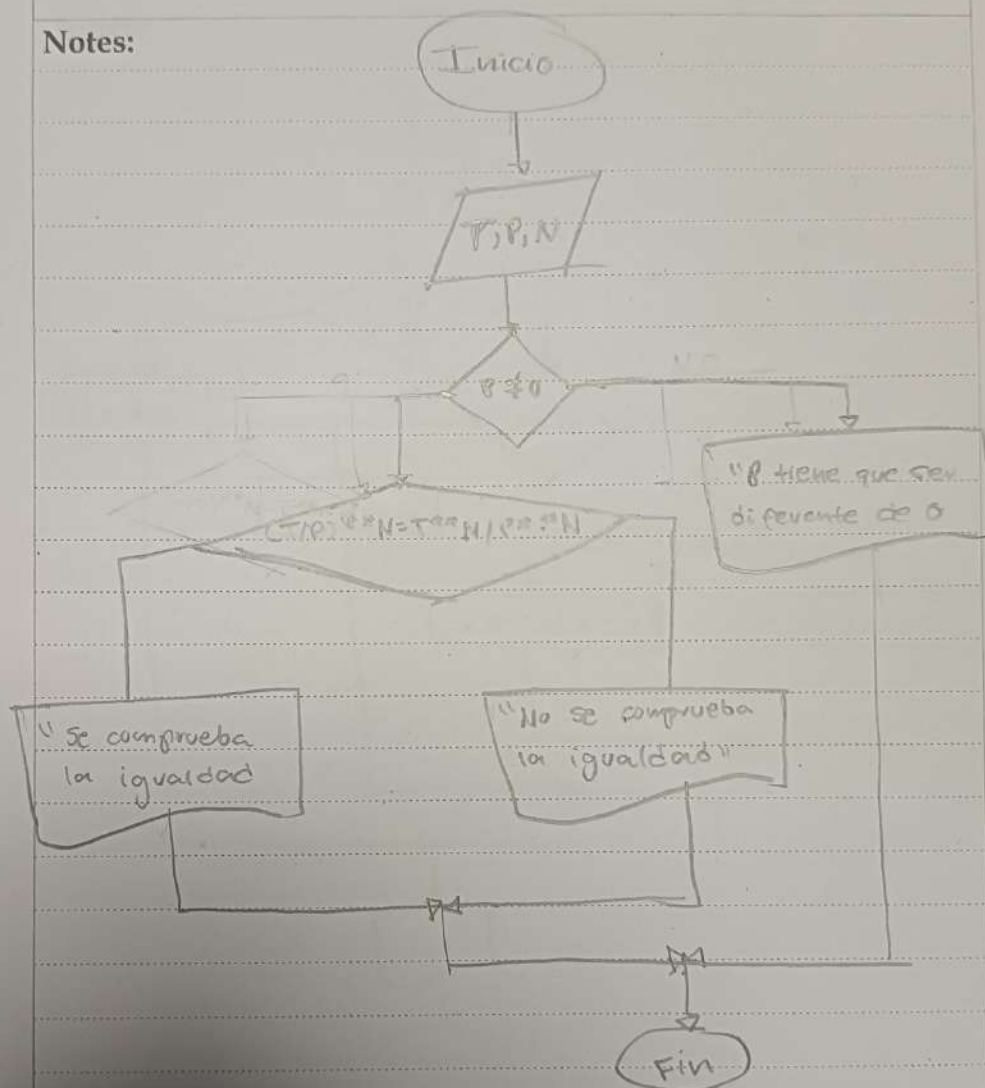 Notes:
Inicio
T, P, N
P ≠ 0
"P tiene que ser
diferente de 0
(T/P)**N=T**N/P**N
"Se comprueba
la igualdad
"No se comprueba
la igualdad"
Fin